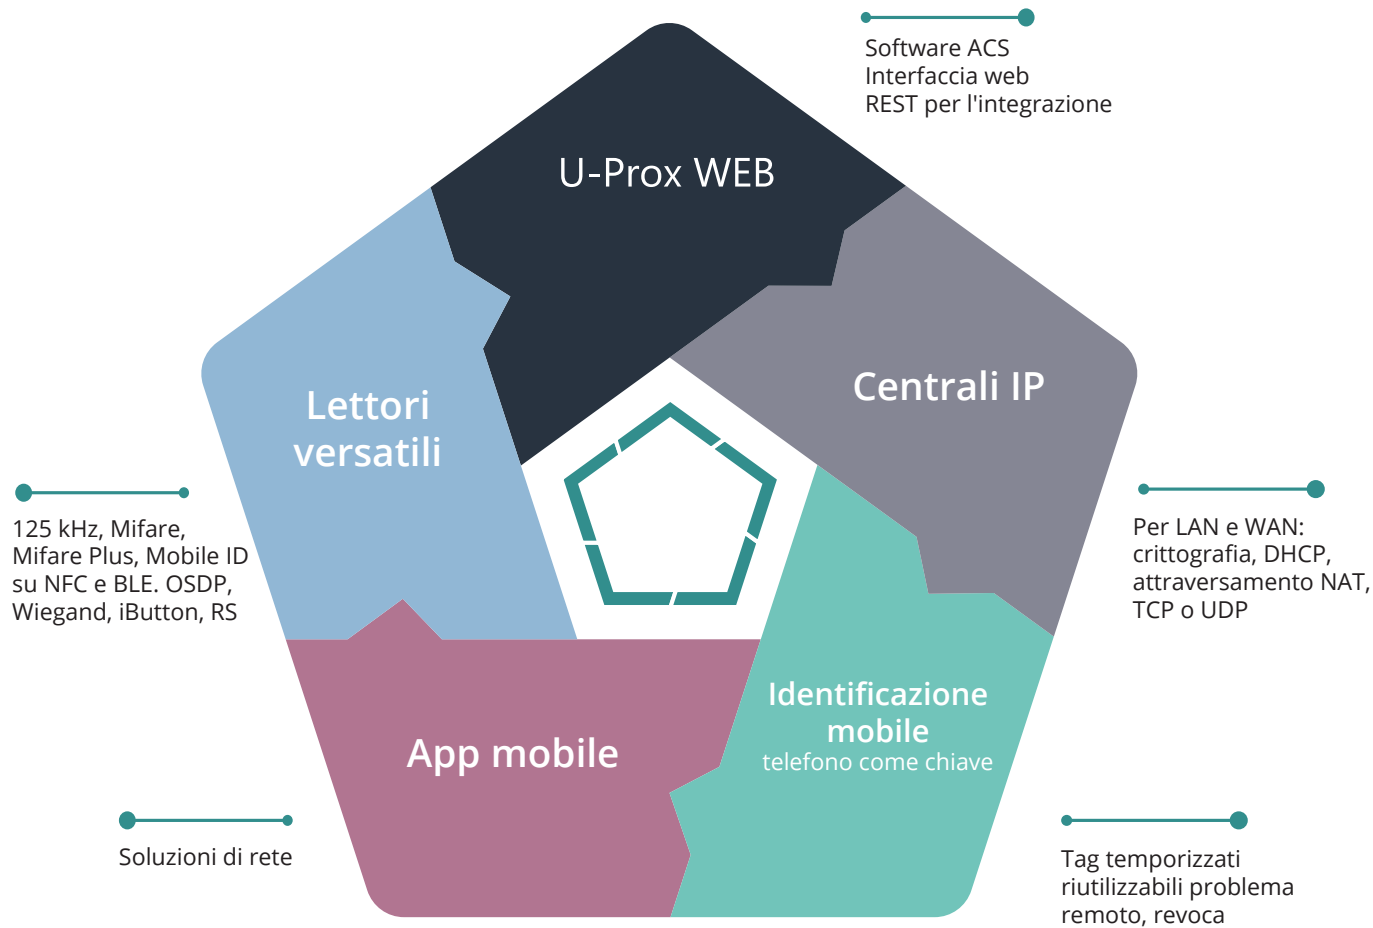 Software ACS
Interfaccia web
REST per l'integrazione
U-Prox WEB
Centrali IP
Lettori
versatili
125 kHz, Mifare,
Mifare Plus, Mobile ID
su NFC e BLE. OSDP,
Wiegand, iButton, RS
Per LAN e WAN:
crittografia, DHCP,
attraversamento NAT,
TCP o UDP
Identificazione
mobile
telefono come chiave
App mobile
Soluzioni di rete
Tag temporizzati
riutilizzabili problema
remoto, revoca